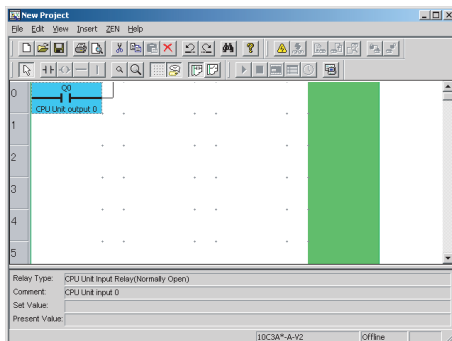 New Project
File Edit View Insert ZEN Help
0
Q0
CPU Unit output 0
1
2
3
4
5
Relay Type: CPU Unit Input Relay(Normally Open)
Comment: CPU Unit input 0
Set Value:
Present Value:
10C3A*-A-V2 Offline